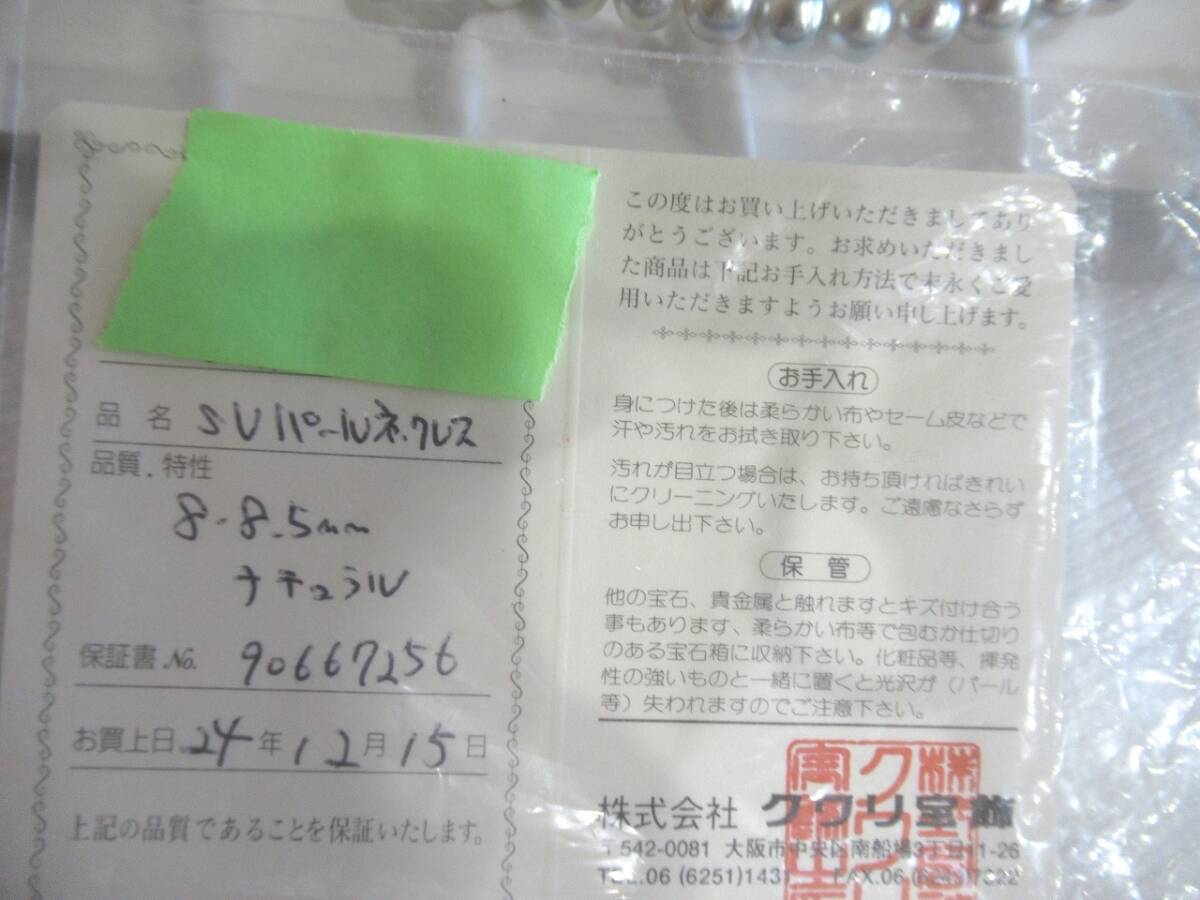 品名 SVパールネックレス
品質.特性
8-8.5mm
ナチュラル
保証書.No. 90667256
お買上日 24年12月15日
上記の品質であることを保証いたします。
この度はお買い上げいただきましてあり
がとうございます。お求めいただきまし
た商品は下記お手入れ方法で末永くご愛
用いただきますようお願い申し上げます。
お手入れ
身につけた後は柔らかい布やセーム皮などで
汗や汚れをお拭き取り下さい。
汚れが目立つ場合は、お持ち頂ければきれい
にクリーニングいたします。ご遠慮なさらず
お申し出下さい。
保管
他の宝石、貴金属と触れますとキズ付け合う
事もあります、柔らかい布等で包むか仕切り
のある宝石箱に収納下さい。化粧品等、揮発
性の強いものと一緒に置くと光沢が（パール
等）失われますのでご注意下さい。
株式会社 ククリ宝飾
〒542-0081 大阪市中央区南船場3丁目11-26
TEL.06 (6251)1431 FAX.06